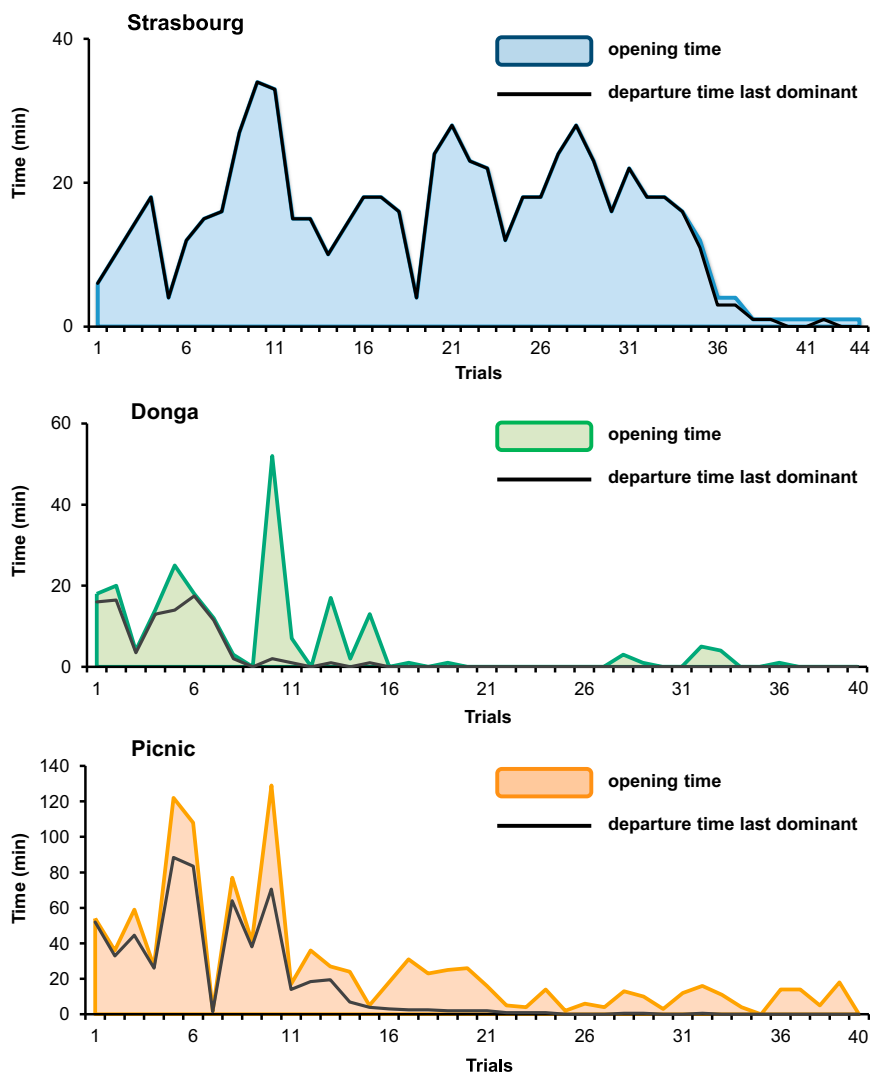 Strasbourg
40
20
0
Time (min)
opening time
departure time last dominant
1 6 11 16 21 26 31 36 41 44
Trials
Donga
60
40
20
0
Time (min)
opening time
departure time last dominant
1 6 11 16 21 26 31 36 40
Trials
Picnic
140
120
100
80
60
40
20
0
Time (min)
opening time
departure time last dominant
1 6 11 16 21 26 31 36 40
Trials